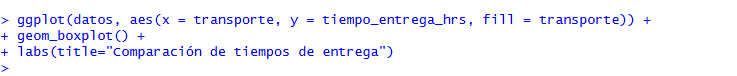 > ggplot(datos, aes(x = transporte, y = tiempo_entrega_hrs, fill = transporte)) +
+ geom_boxplot() +
+ labs(title="Comparación de tiempos de entrega")
>